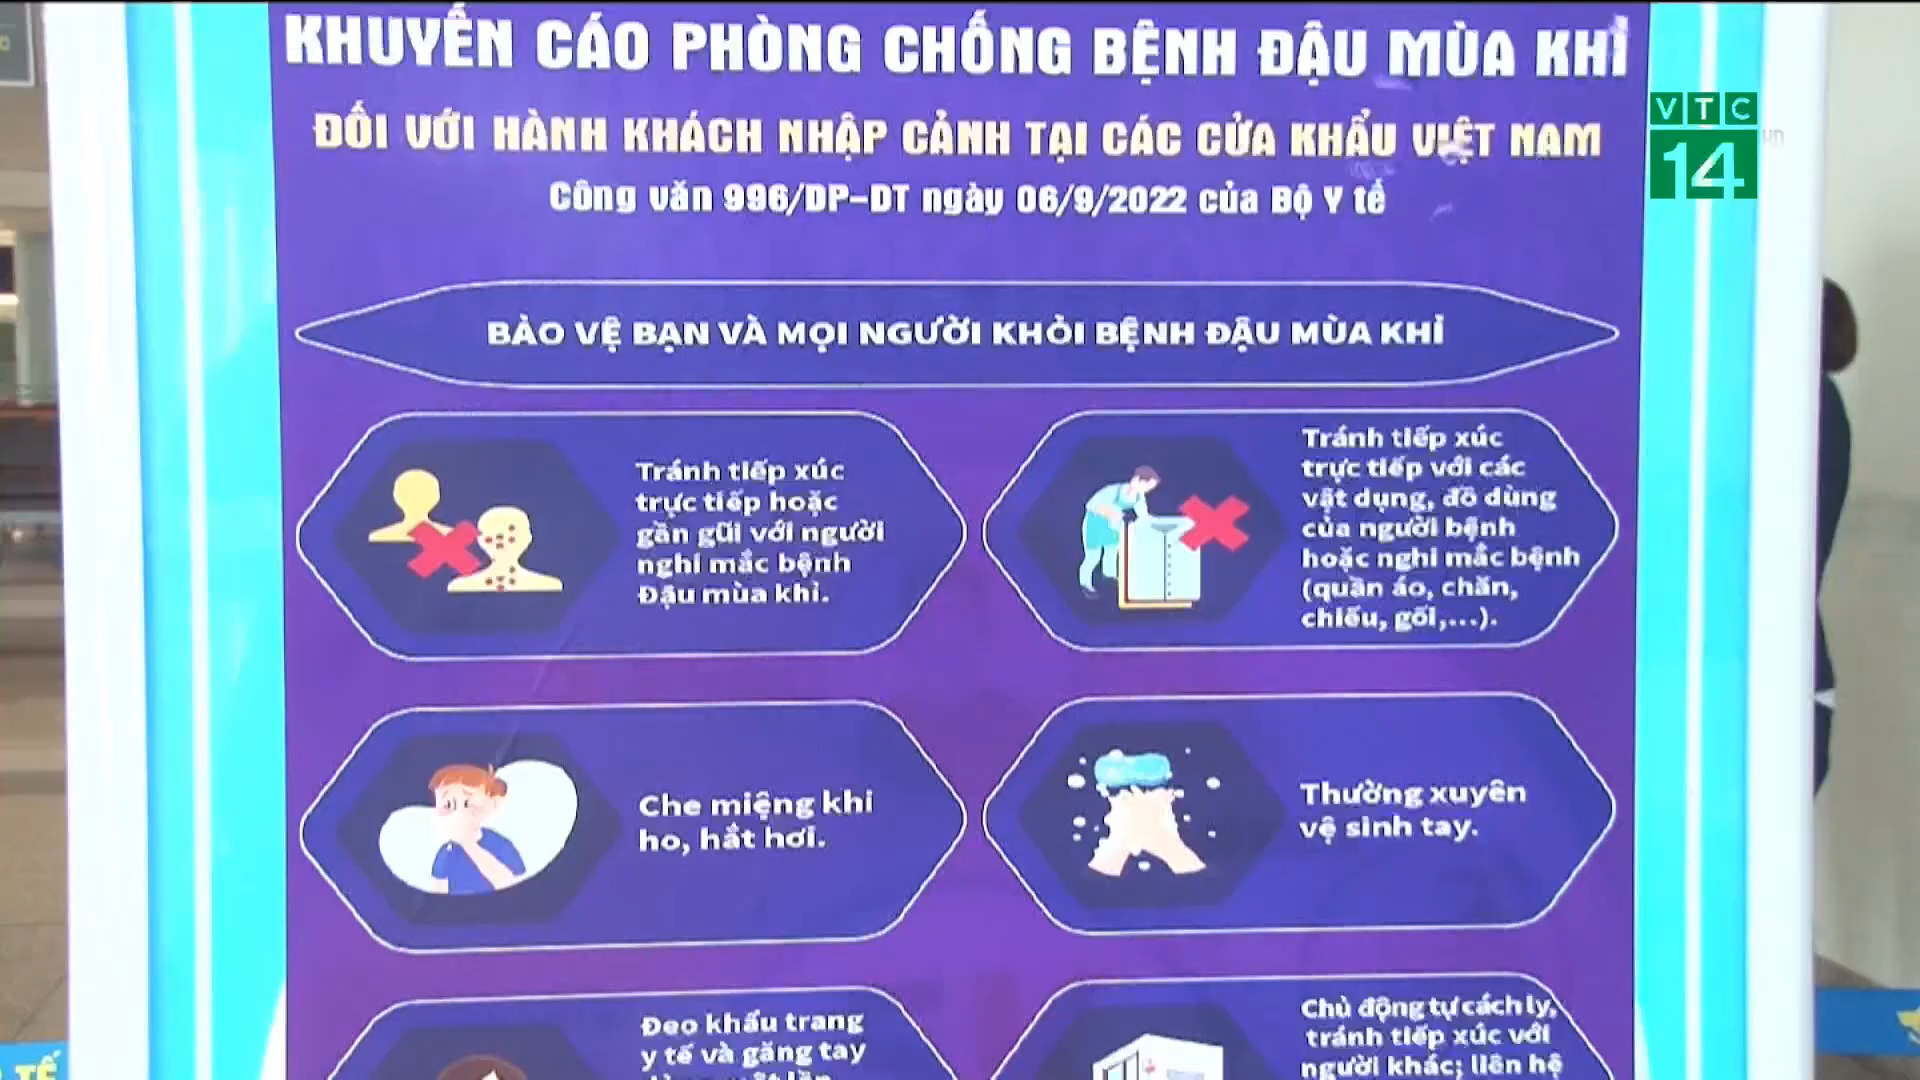 KHUYẾN CÁO PHÒNG CHỐNG BỆNH ĐẬU MÙA KHỈ
ĐỐI VỚI HÀNH KHÁCH NHẬP CẢNH TẠI CÁC CỬA KHẨU VIỆT NAM
Công văn 996/DP-DT ngày 06/9/2022 của Bộ Y tế
VTC
14
BẢO VỆ BẠN VÀ MỌI NGƯỜI KHỎI BỆNH ĐẬU MÙA KHỈ
Tránh tiếp xúc
trực tiếp hoặc
gần gũi với người
nghi mắc bệnh
Đậu mùa khỉ.
Tránh tiếp xúc
trực tiếp với các
vật dụng, đồ dùng
của người bệnh
hoặc nghi mắc bệnh
(quần áo, chăn,
chiếu, gối,...).
Che miệng khi
ho, hắt hơi.
Thường xuyên
vệ sinh tay.
Đeo khẩu trang
y tế và găng tay
Chủ động tự cách ly,
tránh tiếp xúc với
người khác; liên hệ
TẾ